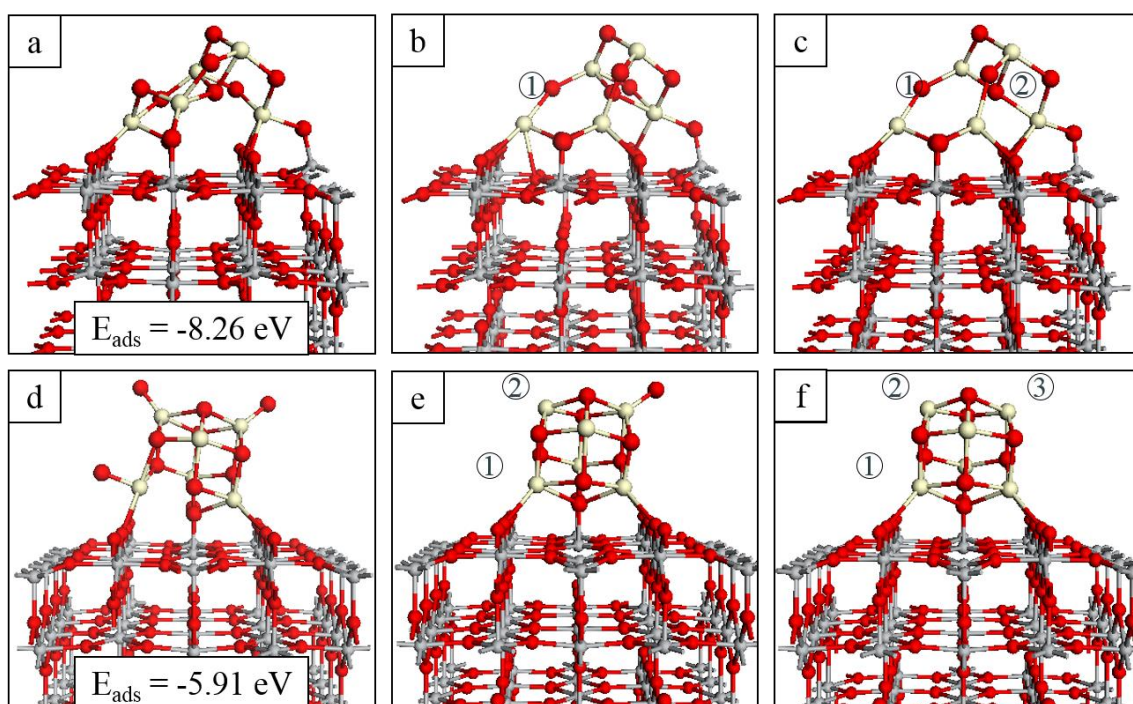 a
b
c
①
①
②
E_ads = -8.26 eV
d
e
f
②
②
③
①
①
E_ads = -5.91 eV